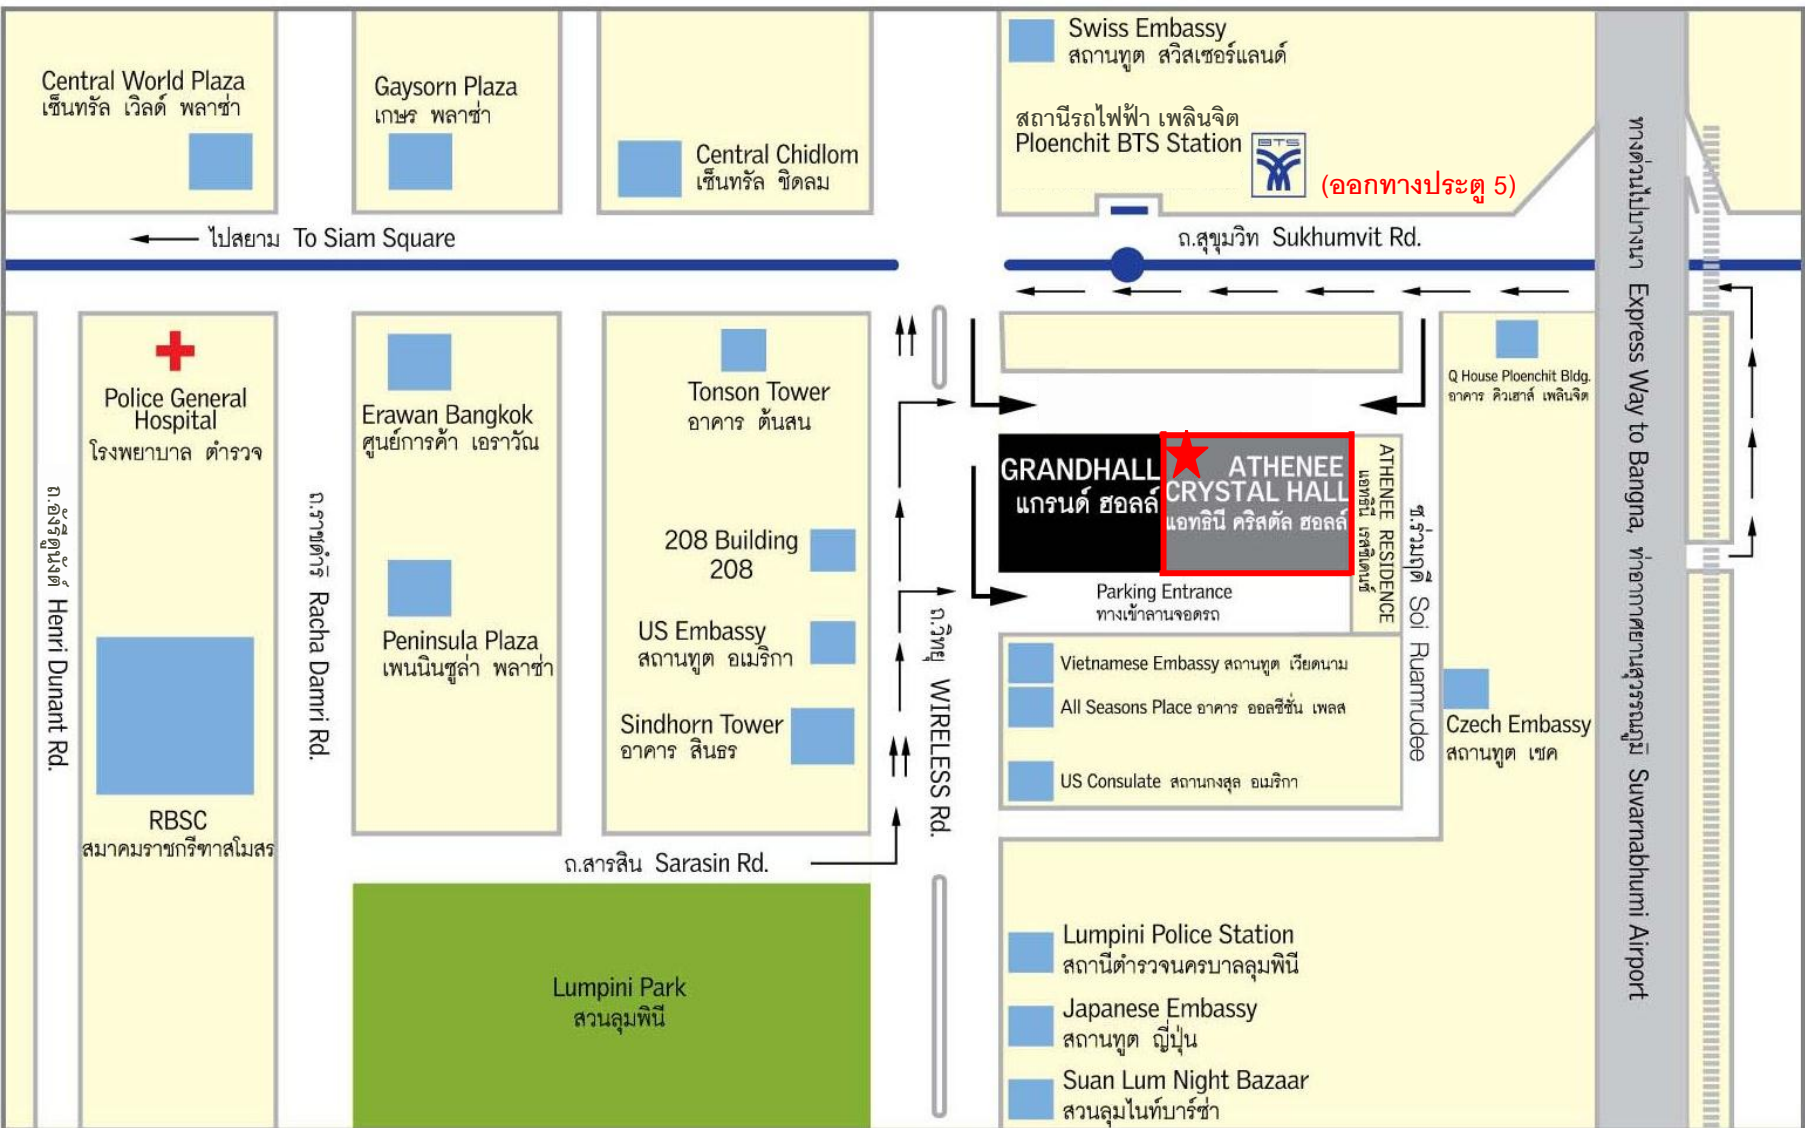 Central World Plaza
เซ็นทรัล เวิลด์ พลาซ่า
Gaysorn Plaza
เกษร พลาซ่า
Central Chidlom
เซ็นทรัล ชิดลม
Swiss Embassy
สถานทูต สวิสเซอร์แลนด์
สถานีรถไฟฟ้า เพลินจิต
Ploenchit BTS Station
BTS
(ออกทางประตู 5)
ไปสยาม To Siam Square
ถ.สุขุมวิท Sukhumvit Rd.
Police General
Hospital
โรงพยาบาล ตำรวจ
Erawan Bangkok
ศูนย์การค้า เอราวัณ
Tonson Tower
อาคาร ต้นสน
Q House Ploenchit Bldg.
อาคาร คิวเฮาส์ เพลินจิต
GRANDHALL
แกรนด์ ฮอลล์
ATHENEE
CRYSTAL HALL
แอทธินี คริสตัล ฮอลล์
ATHENEE RESIDENCE
แอทธินี เรสซิเดนซ์
208 Building
208
Parking Entrance
ทางเข้าลานจอดรถ
Peninsula Plaza
เพนนินซูล่า พลาซ่า
US Embassy
สถานทูต อเมริกา
Sindhorn Tower
อาคาร สินธร
Vietnamese Embassy สถานทูต เวียดนาม
All Seasons Place อาคาร ออลซีซั่น เพลส
US Consulate สถานกงสุล อเมริกา
Czech Embassy
สถานทูต เชค
RBSC
สมาคมราชกรีฑาสโมสร
ถ.อังรีดูนังต์ Henri Dunant Rd.
ถ.ราชดำริ Racha Damri Rd.
ถ.วิทยุ WIRELESS Rd.
ซ.ร่วมฤดี Soi Ruamrudee
ทางด่วนไปบางนา Express Way to Bangna, ท่าอากาศยานสุวรรณภูมิ Suvarnabhumi Airport
ถ.สารสิน Sarasin Rd.
Lumpini Park
สวนลุมพินี
Lumpini Police Station
สถานีตำรวจนครบาลลุมพินี
Japanese Embassy
สถานทูต ญี่ปุ่น
Suan Lum Night Bazaar
สวนลุมไนท์บาร์ซ่า